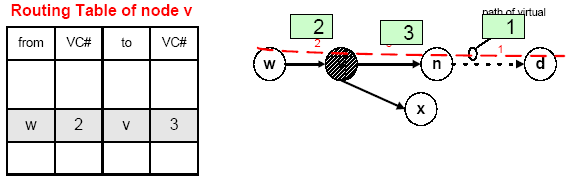 Routing Table of node v
from VC# to VC#
w 2 v 3
path of virtual
2 3 1
2 1
w n d
x